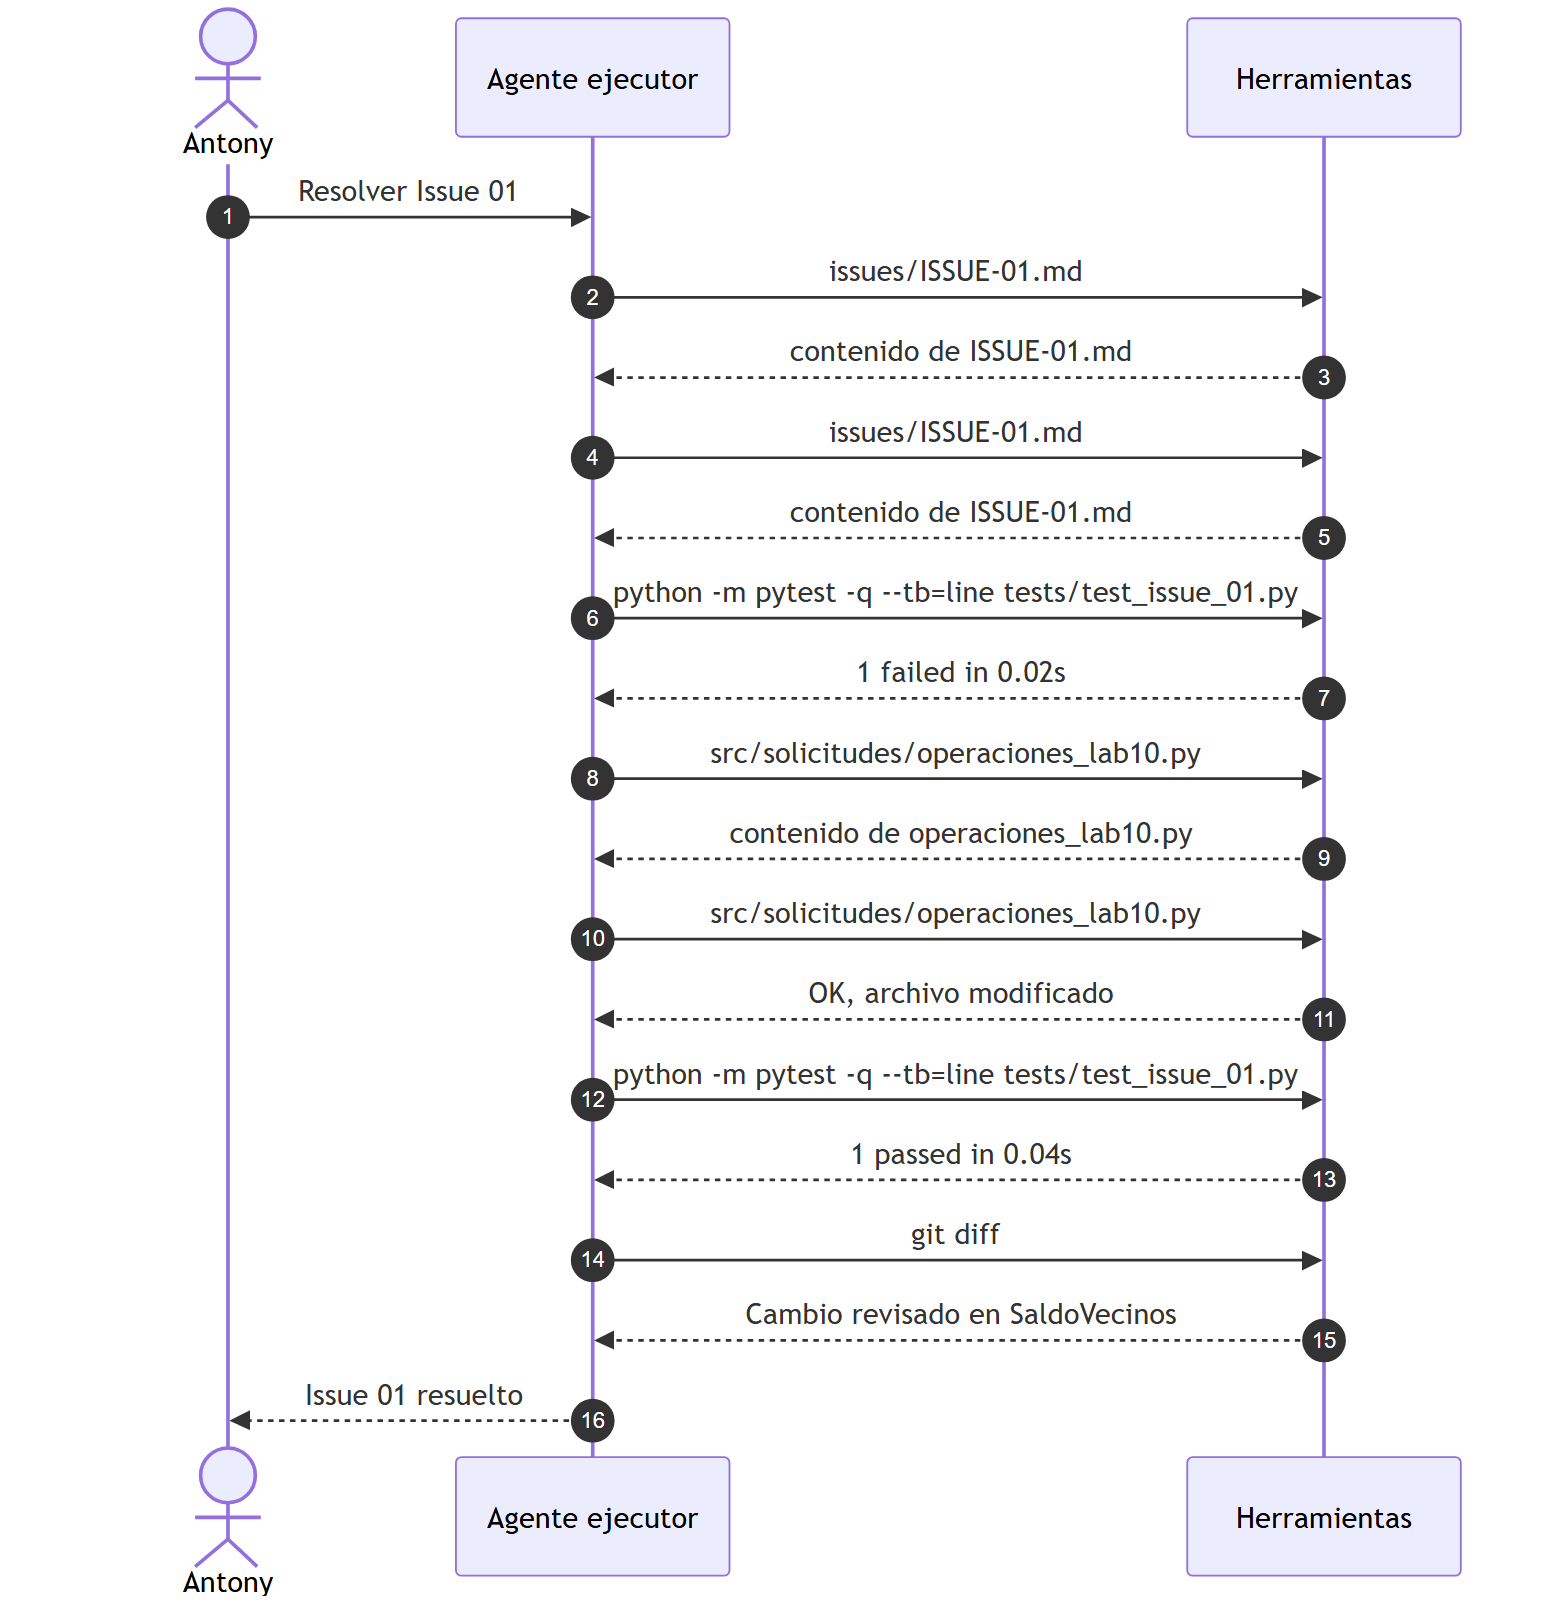 Antony
Agente ejecutor
Herramientas
Resolver Issue 01
1
issues/ISSUE-01.md
2
contenido de ISSUE-01.md
3
issues/ISSUE-01.md
4
contenido de ISSUE-01.md
5
python -m pytest -q --tb=line tests/test_issue_01.py
6
1 failed in 0.02s
7
src/solicitudes/operaciones_lab10.py
8
contenido de operaciones_lab10.py
9
src/solicitudes/operaciones_lab10.py
10
OK, archivo modificado
11
python -m pytest -q --tb=line tests/test_issue_01.py
12
1 passed in 0.04s
13
git diff
14
Cambio revisado en SaldoVecinos
15
Issue 01 resuelto
16
Antony
Agente ejecutor
Herramientas